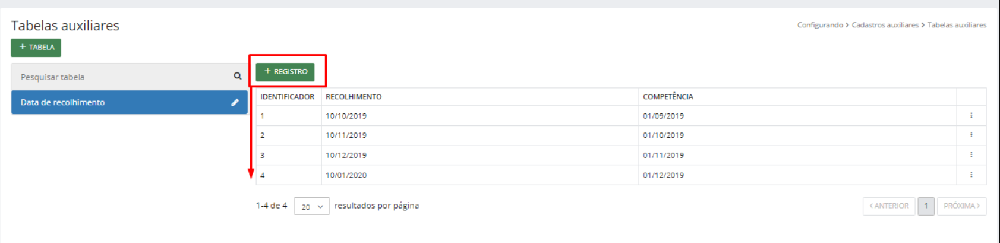 Tabelas auxiliares
Configurando > Cadastros auxiliares > Tabelas auxiliares
+ TABELA
Pesquisar tabela
Data de recolhimento
+ REGISTRO
IDENTIFICADOR RECOLHIMENTO COMPETÊNCIA
1 10/10/2019 01/09/2019
2 10/11/2019 01/10/2019
3 10/12/2019 01/11/2019
4 10/01/2020 01/12/2019
1-4 de 4 20 resultados por página
< ANTERIOR 1 PRÓXIMA >